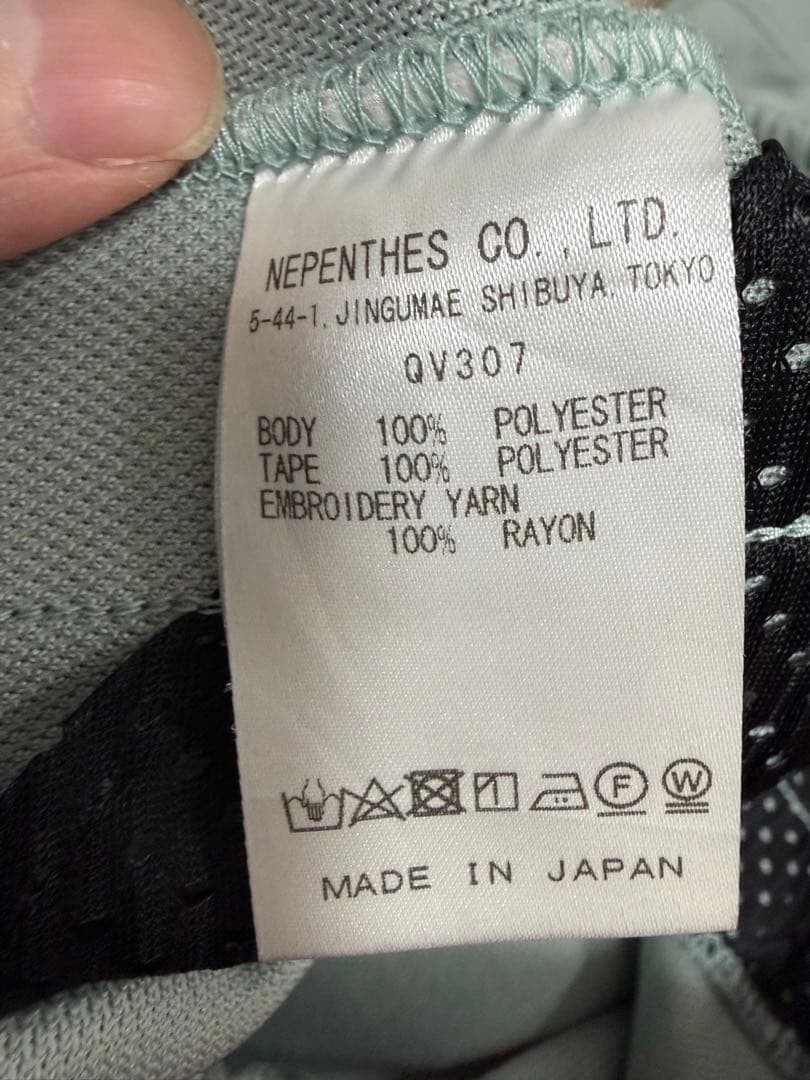 NEPENTHES CO., LTD.
5-44-1, JINGUMAE SHIBUYA, TOKYO
QV307
BODY 100% POLYESTER
TAPE 100% POLYESTER
EMBROIDERY YARN
100% RAYON
F W
MADE IN JAPAN